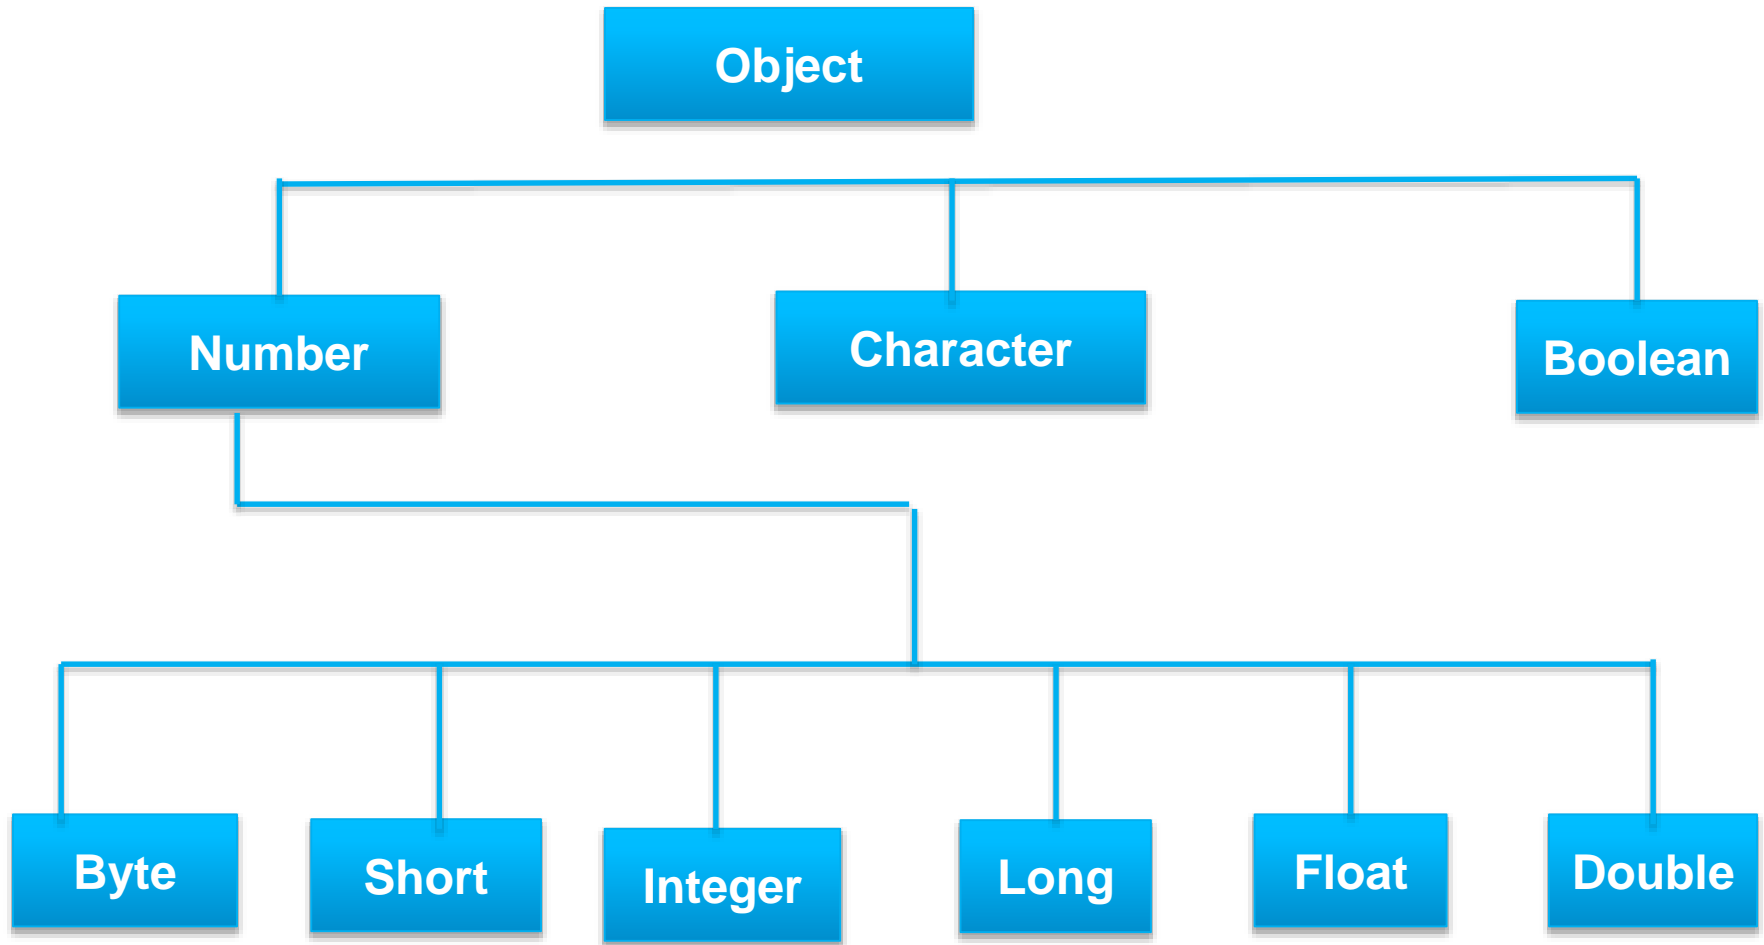 Object
Number
Character
Boolean
Byte
Short
Integer
Long
Float
Double